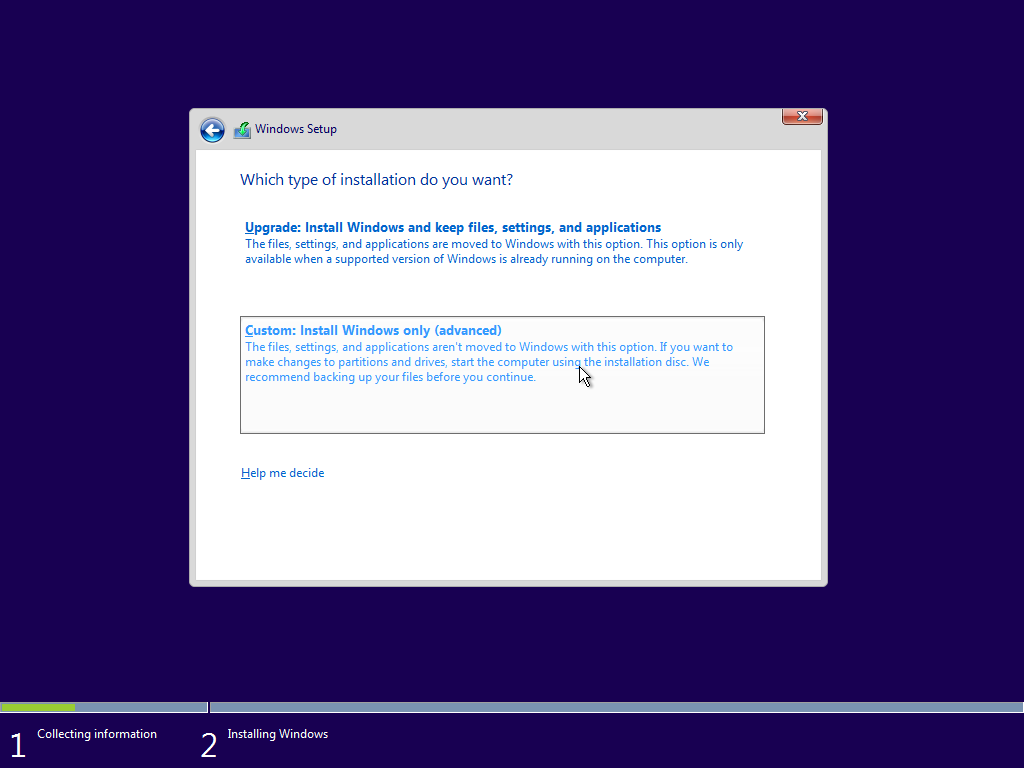 Windows Setup
Which type of installation do you want?
Upgrade: Install Windows and keep files, settings, and applications
The files, settings, and applications are moved to Windows with this option. This option is only
available when a supported version of Windows is already running on the computer.
Custom: Install Windows only (advanced)
The files, settings, and applications aren't moved to Windows with this option. If you want to
make changes to partitions and drives, start the computer using the installation disc. We
recommend backing up your files before you continue.
Help me decide
1 Collecting information
2 Installing Windows